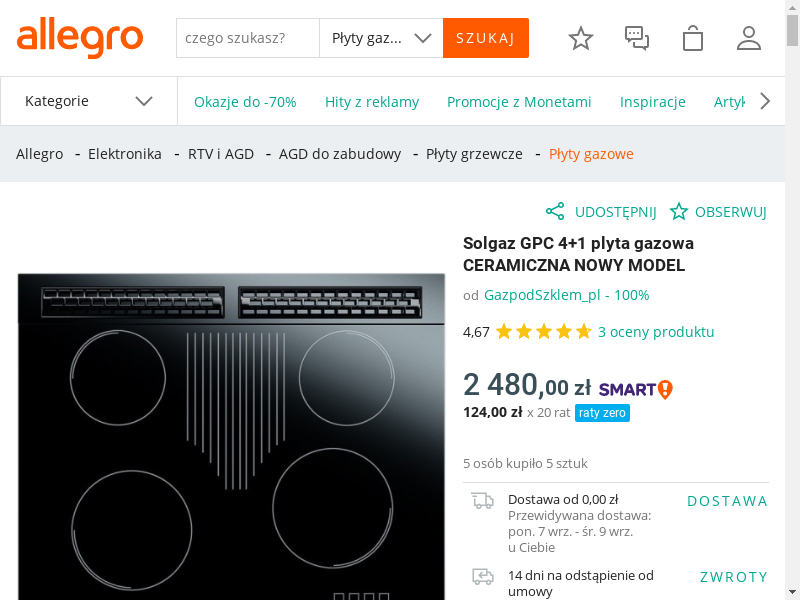 allegro
czego szukasz?
Płyty gaz...
SZUKAJ
Kategorie
Okazje do -70%
Hity z reklamy
Promocje z Monetami
Inspiracje
Artyk
Allegro - Elektronika - RTV i AGD - AGD do zabudowy - Płyty grzewcze - Płyty gazowe
UDOSTĘPNIJ
OBSERWUJ
Solgaz GPC 4+1 plyta gazowa
CERAMICZNA NOWY MODEL
od GazpodSzklem_pl - 100%
4,67 3 oceny produktu
2 480,00 zł SMART!
124,00 zł x 20 rat raty zero
5 osób kupiło 5 sztuk
Dostawa od 0,00 zł
DOSTAWA
Przewidywana dostawa:
pon. 7 wrz. - śr. 9 wrz.
u Ciebie
14 dni na odstąpienie od
ZWROTY
umowy